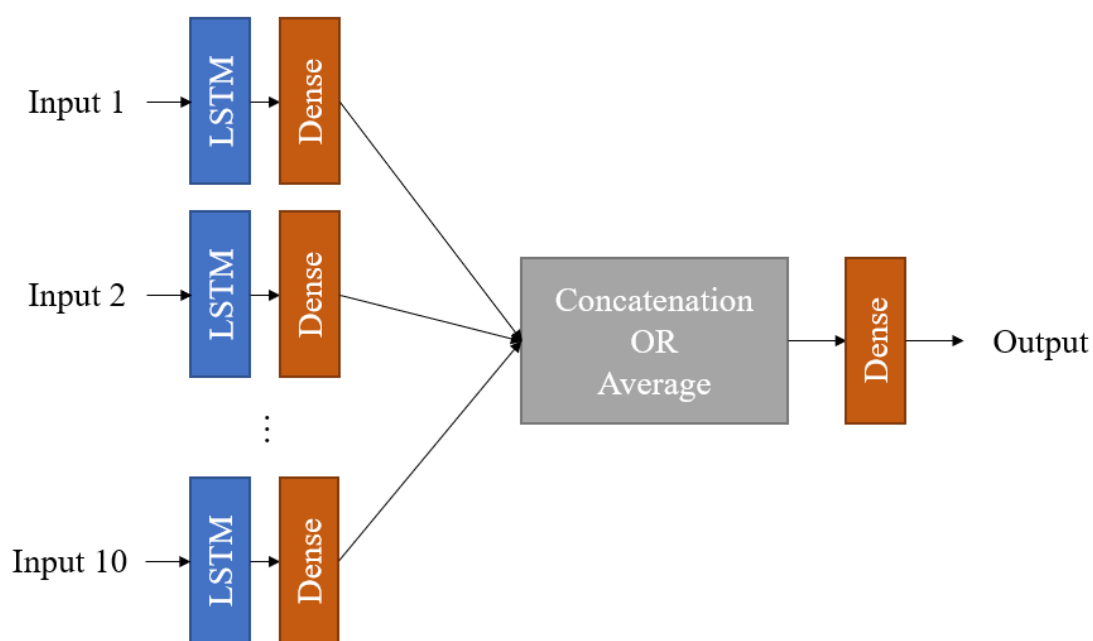 Input 1
LSTM
Dense
Input 2
LSTM
Dense
⋮
Input 10
LSTM
Dense
Concatenation
OR
Average
Dense
Output